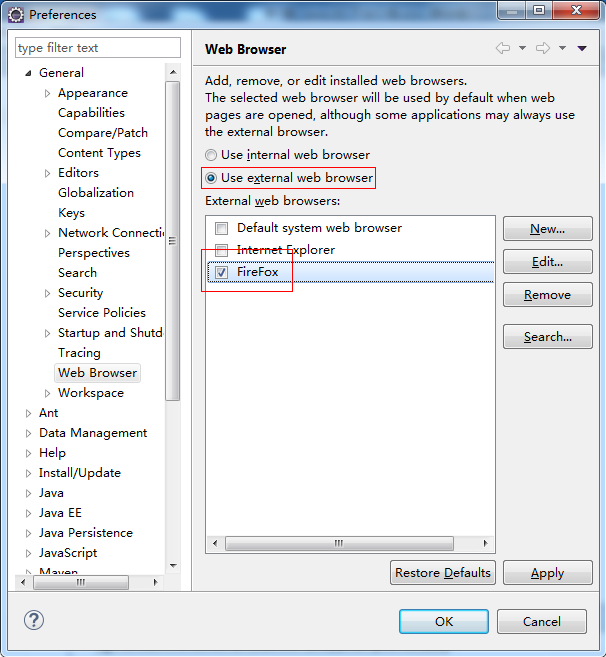 Preferences
type filter text
General
Appearance
Capabilities
Compare/Patch
Content Types
Editors
Globalization
Keys
Network Connecti
Perspectives
Search
Security
Service Policies
Startup and Shutd
Tracing
Web Browser
Workspace
Ant
Data Management
Help
Install/Update
Java
Java EE
Java Persistence
JavaScript
Maven
Web Browser
Add, remove, or edit installed web browsers.
The selected web browser will be used by default when web
pages are opened, although some applications may always use
the external browser.
Use internal web browser
Use external web browser
External web browsers:
Default system web browser
Internet Explorer
FireFox
New...
Edit...
Remove
Search...
Restore Defaults
Apply
?
OK
Cancel